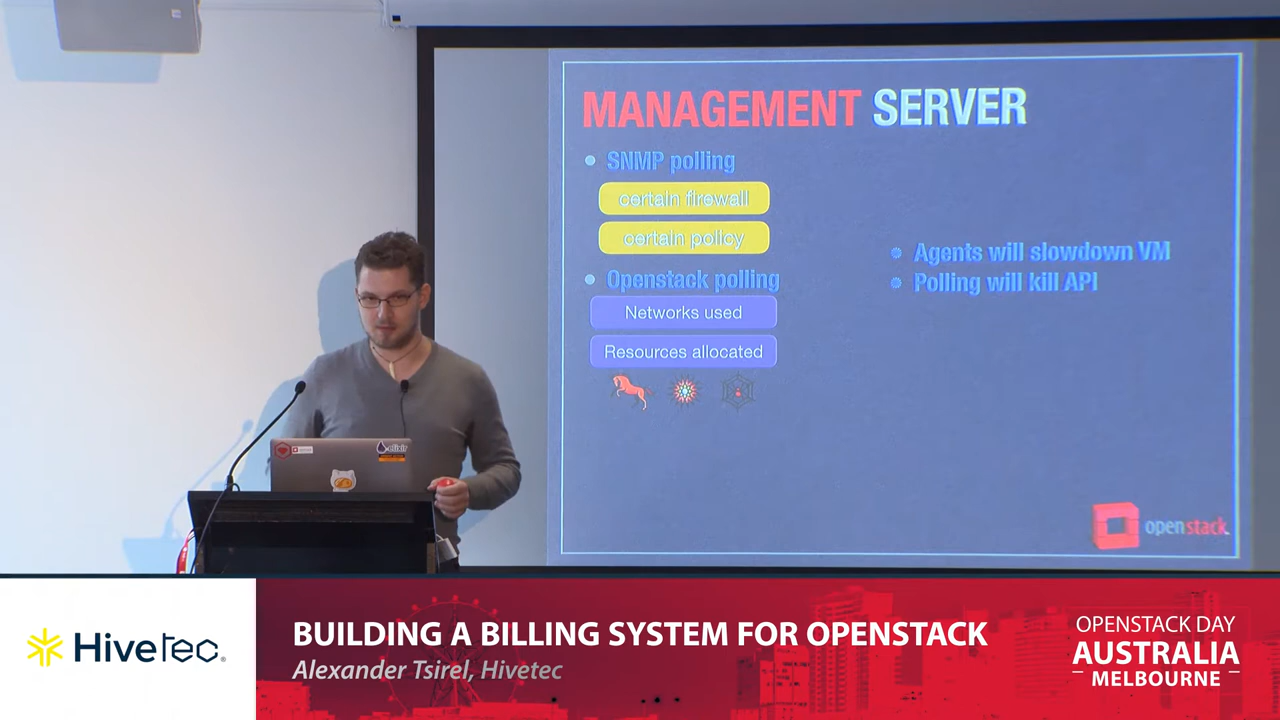 MANAGEMENT SERVER
SNMP polling
certain firewall
certain policy
Openstack polling
Networks used
Resources allocated
Agents will slowdown VM
Polling will kill API
openstack
elixir
Hivetec
BUILDING A BILLING SYSTEM FOR OPENSTACK
Alexander Tsirel, Hivetec
OPENSTACK DAY
AUSTRALIA
MELBOURNE